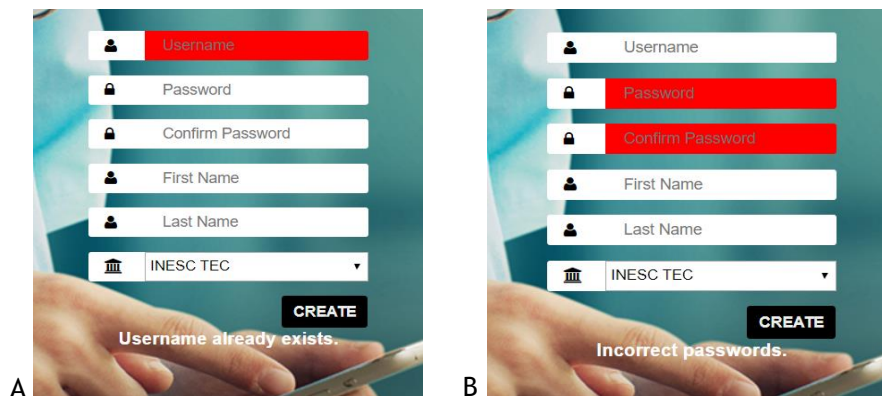 Username
Password
Confirm Password
First Name
Last Name
INESC TEC
CREATE
Username already exists.
A
Username
Password
Confirm Password
First Name
Last Name
INESC TEC
CREATE
Incorrect passwords.
B